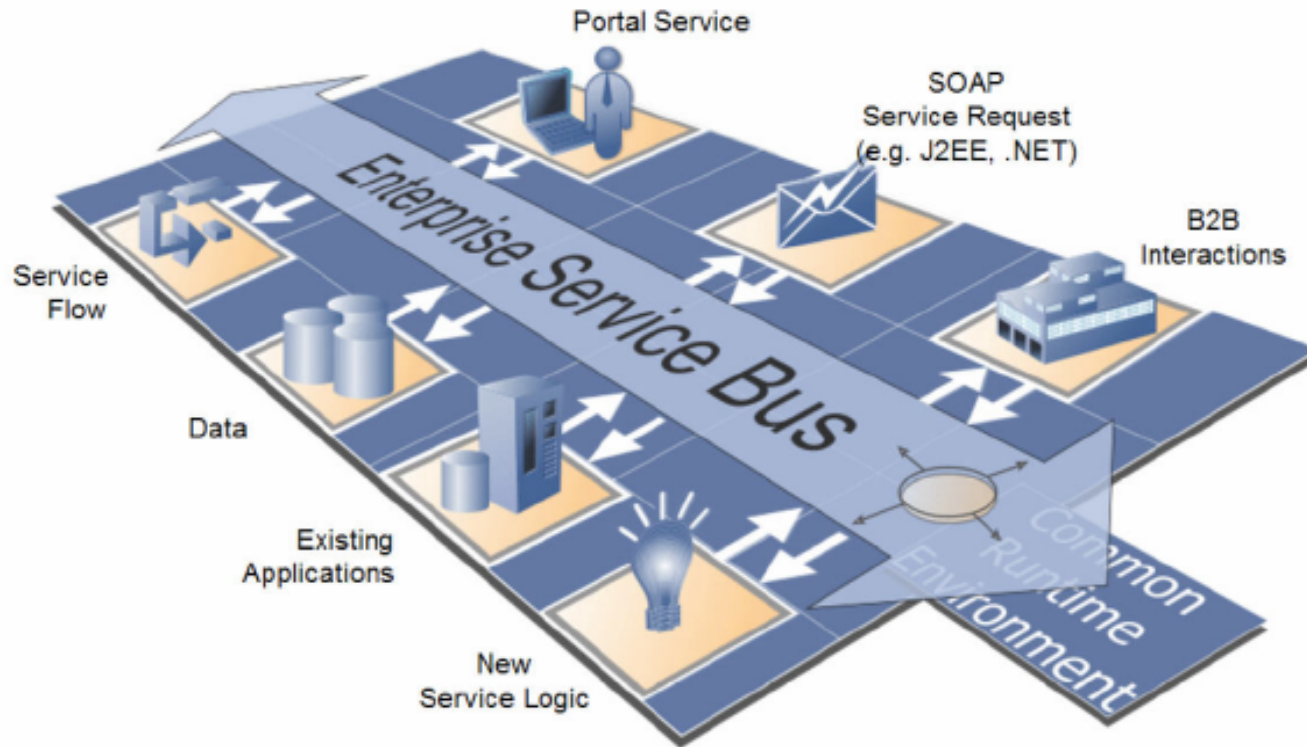 Portal Service
SOAP
Service Request
(e.g. J2EE, .NET)
B2B
Interactions
Enterprise Service Bus
Service
Flow
Data
Existing
Applications
New
Service Logic
Common
Runtime
Environment